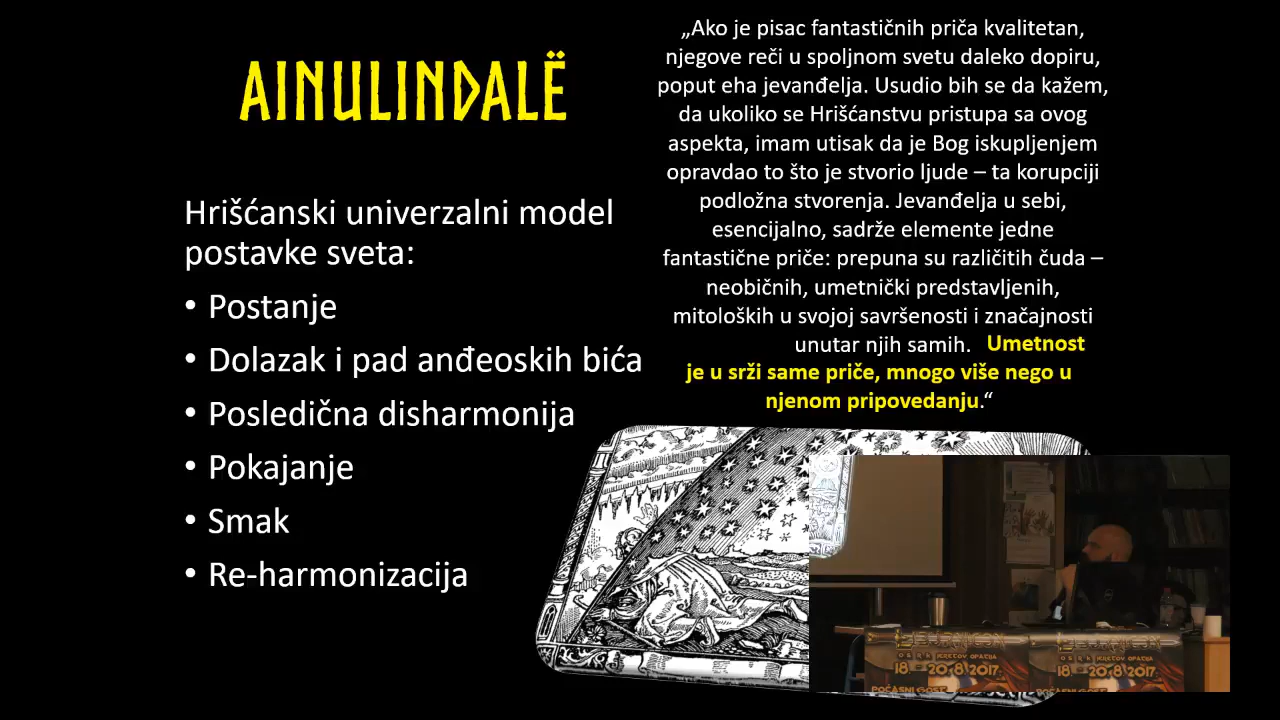 AINULINDALË
Hrišćanski univerzalni model
postavke sveta:
• Postanje
• Dolazak i pad anđeoskih bića
• Posledična disharmonija
• Pokajanje
• Smak
• Re-harmonizacija
„Ako je pisac fantastičnih priča kvalitetan,
njegove reči u spoljnom svetu daleko dopiru,
poput eha jevanđelja. Usudio bih se da kažem,
da ukoliko se Hrišćanstvu pristupa sa ovog
aspekta, imam utisak da je Bog iskupljenjem
opravdao to što je stvorio ljude – ta korupciji
podložna stvorenja. Jevanđelja u sebi,
esencijalno, sadrže elemente jedne
fantastične priče: prepuna su različitih čuda –
neobičnih, umetnički predstavljenih,
mitoloških u svojoj savršenosti i značajnosti
unutar njih samih. Umetnost
je u srži same priče, mnogo više nego u
njenom pripovedanju.“
18 - 20 8 2017
18 - 20 8 2017
POČASNI GOST